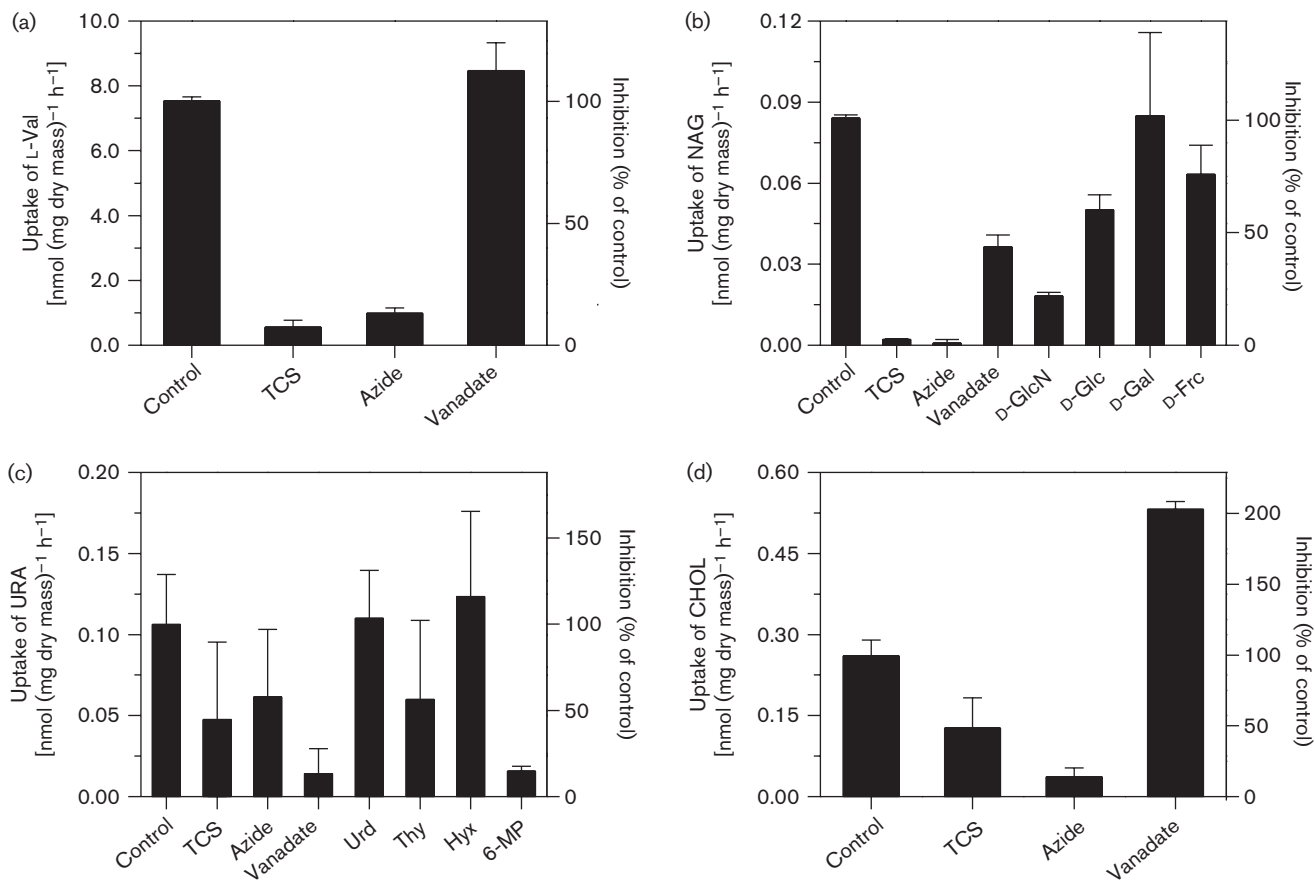 (a)
10.0
8.0
6.0
4.0
2.0
0.0
Uptake of L-Val
[nmol (mg dry mass)⁻¹ h⁻¹]
100
50
0
Inhibition (% of control)
Control
TCS
Azide
Vanadate
(b)
0.12
0.09
0.06
0.03
0.00
Uptake of NAG
[nmol (mg dry mass)⁻¹ h⁻¹]
100
50
0
Inhibition (% of control)
Control
TCS
Azide
Vanadate
D-GlcN
D-Glc
D-Gal
D-Frc
(c)
0.20
0.15
0.10
0.05
0.00
Uptake of URA
[nmol (mg dry mass)⁻¹ h⁻¹]
150
100
50
0
Inhibition (% of control)
Control
TCS
Azide
Vanadate
Urd
Thy
Hyx
6-MP
(d)
0.60
0.45
0.30
0.15
0.00
Uptake of CHOL
[nmol (mg dry mass)⁻¹ h⁻¹]
200
150
100
50
0
Inhibition (% of control)
Control
TCS
Azide
Vanadate